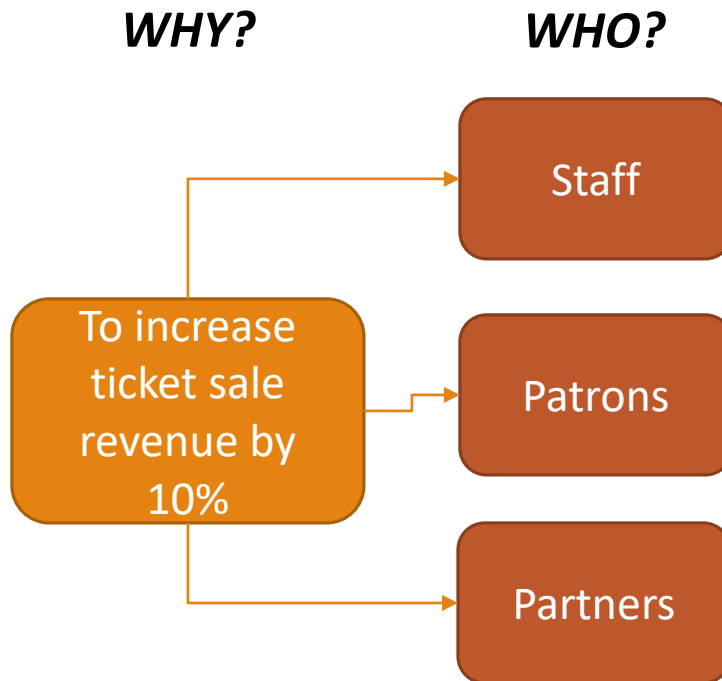 WHY?
WHO?
Staff
To increase
ticket sale
revenue by
10%
Patrons
Partners